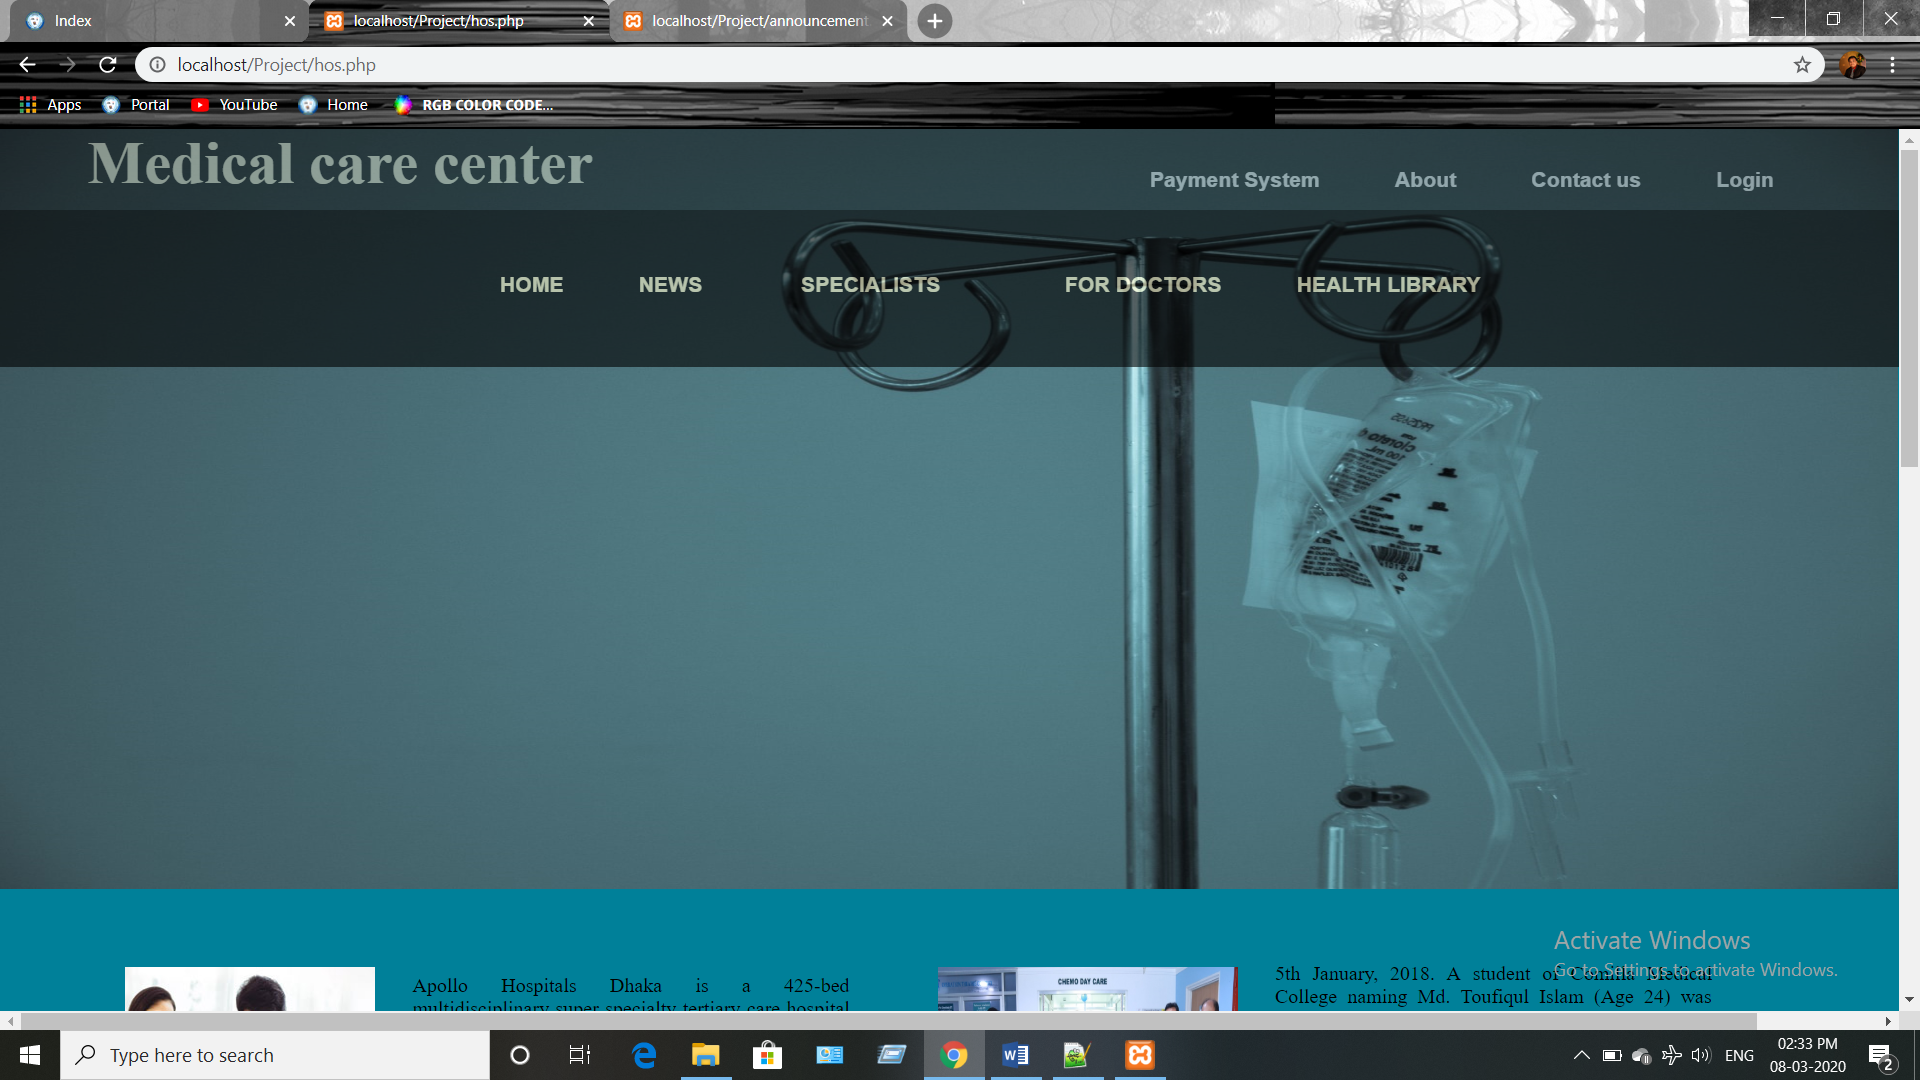 Index
localhost/Project/hos.php
localhost/Project/announcement
localhost/Project/hos.php
Apps
Portal
YouTube
Home
RGB COLOR CODE...
Medical care center
Payment System
About
Contact us
Login
HOME
NEWS
SPECIALISTS
FOR DOCTORS
HEALTH LIBRARY
Activate Windows
Go to Settings to activate Windows.
Apollo Hospitals Dhaka is a 425-bed
multidisciplinary super specialty tertiary care hospital
CHEMO DAY CARE
5th January, 2018. A student of Comilla Medical
College naming Md. Toufiqul Islam (Age 24) was
Type here to search
ENG
02:33 PM
08-03-2020
2